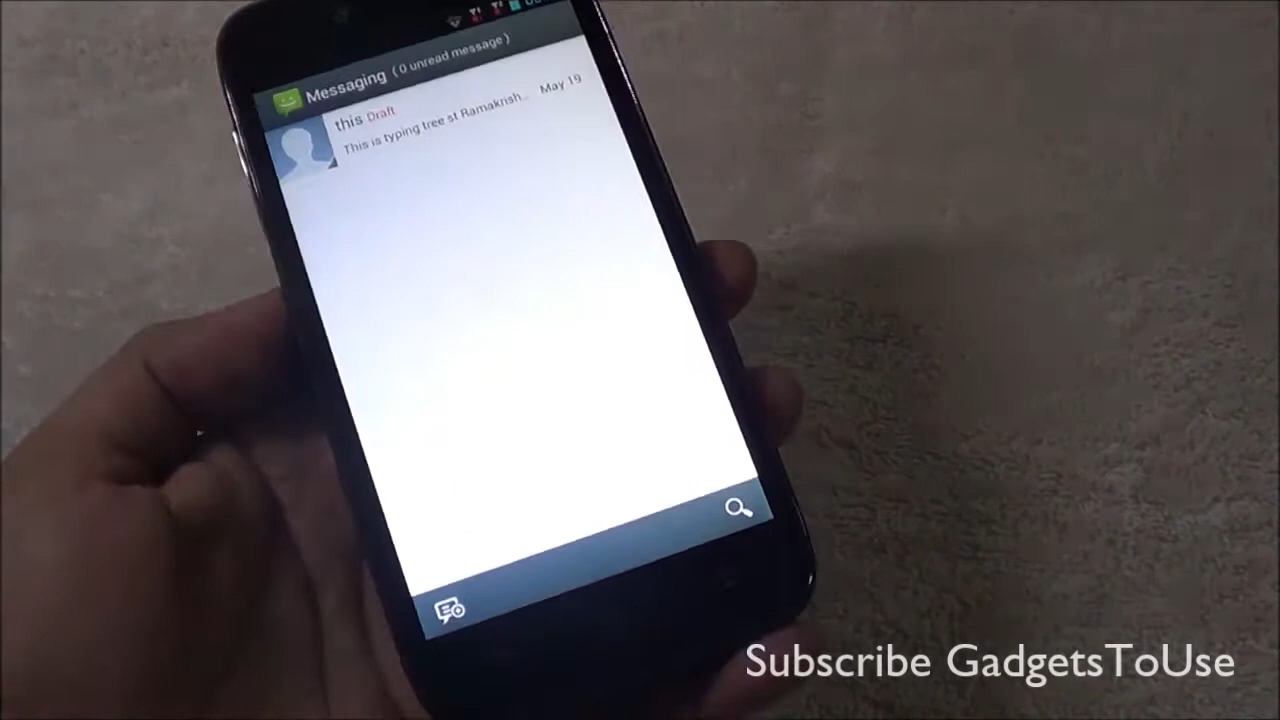 Messaging ( 0 unread message )
this Draft
This is typing tree st Ramakrish... May 19
Subscribe GadgetsToUse